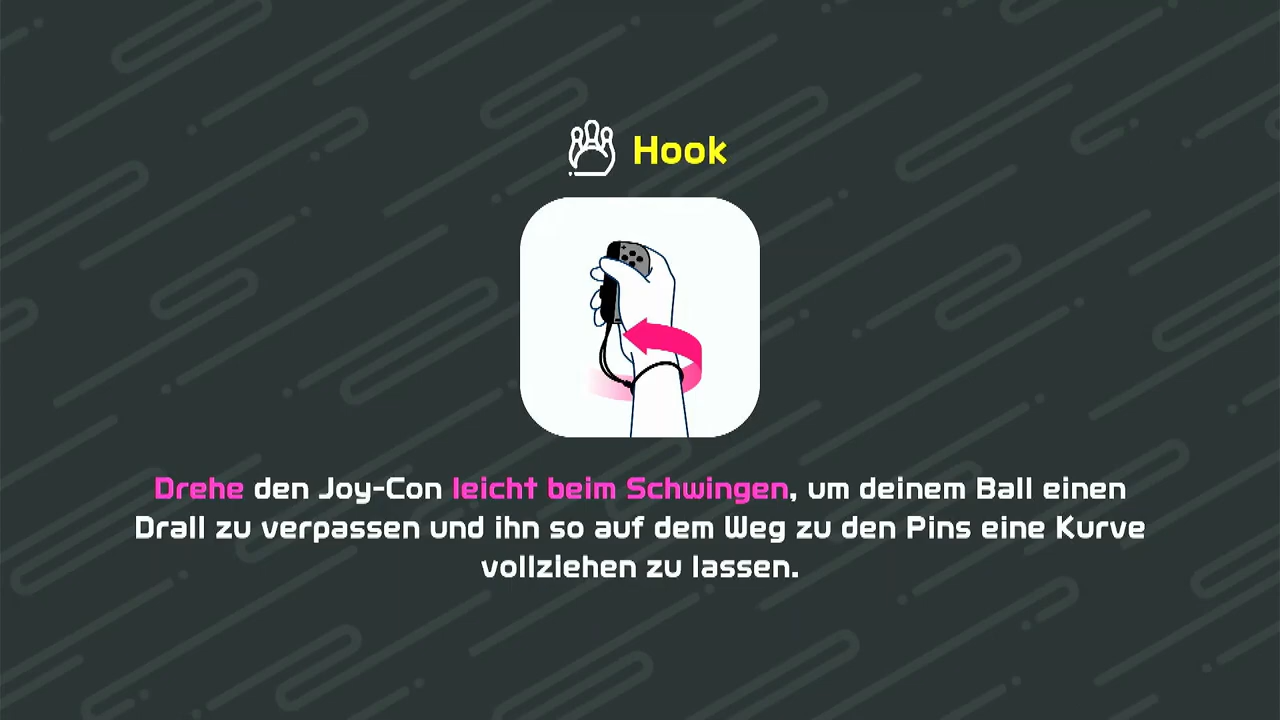 Hook
Drehe den Joy-Con leicht beim Schwingen, um deinem Ball einen
Drall zu verpassen und ihn so auf dem Weg zu den Pins eine Kurve
vollziehen zu lassen.